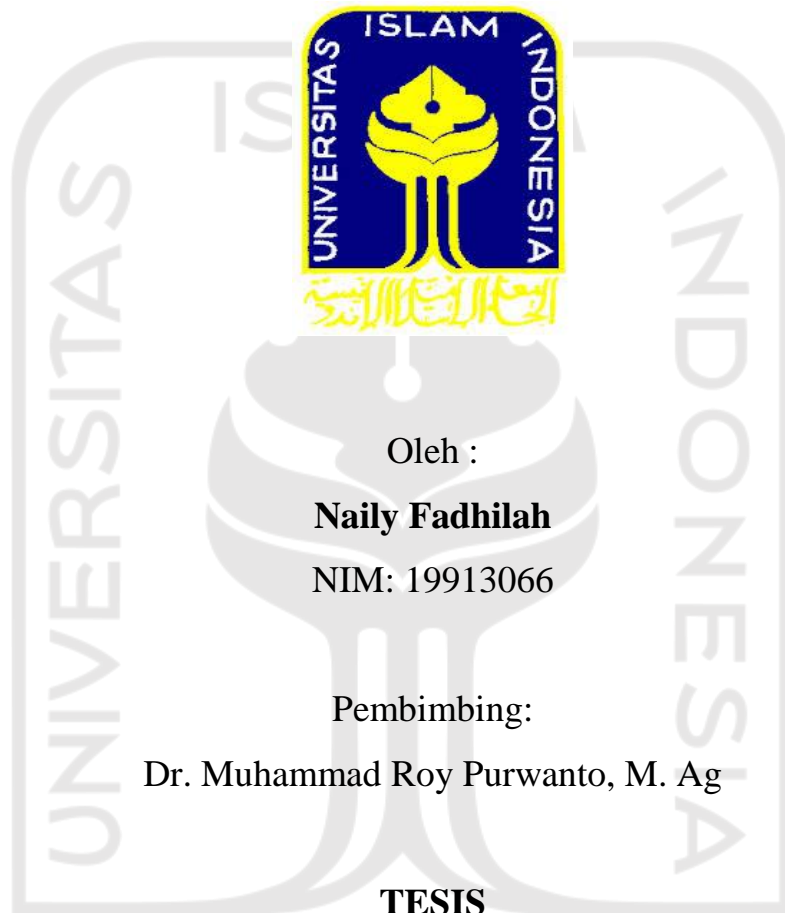 UNIVERSITAS ISLAM INDONESIA
Oleh :
Naily Fadhilah
NIM: 19913066
Pembimbing:
Dr. Muhammad Roy Purwanto, M. Ag
TESIS